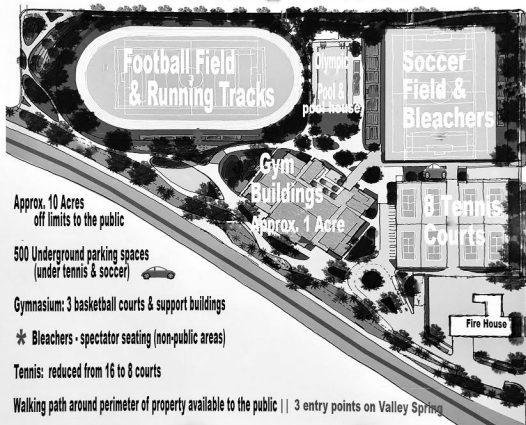 Football Field
& Running Tracks
Olympic
Pool &
pool house
Soccer
Field &
Bleachers
Gym
Buildings
Approx. 1 Acre
8 Tennis
Courts
Fire House
Approx. 10 Acres
off limits to the public
500 Underground parking spaces
(under tennis & soccer)
Gymnasium: 3 basketball courts & support buildings
* Bleachers - spectator seating (non-public areas)
Tennis: reduced from 16 to 8 courts
Walking path around perimeter of property available to the public || 3 entry points on Valley Spring